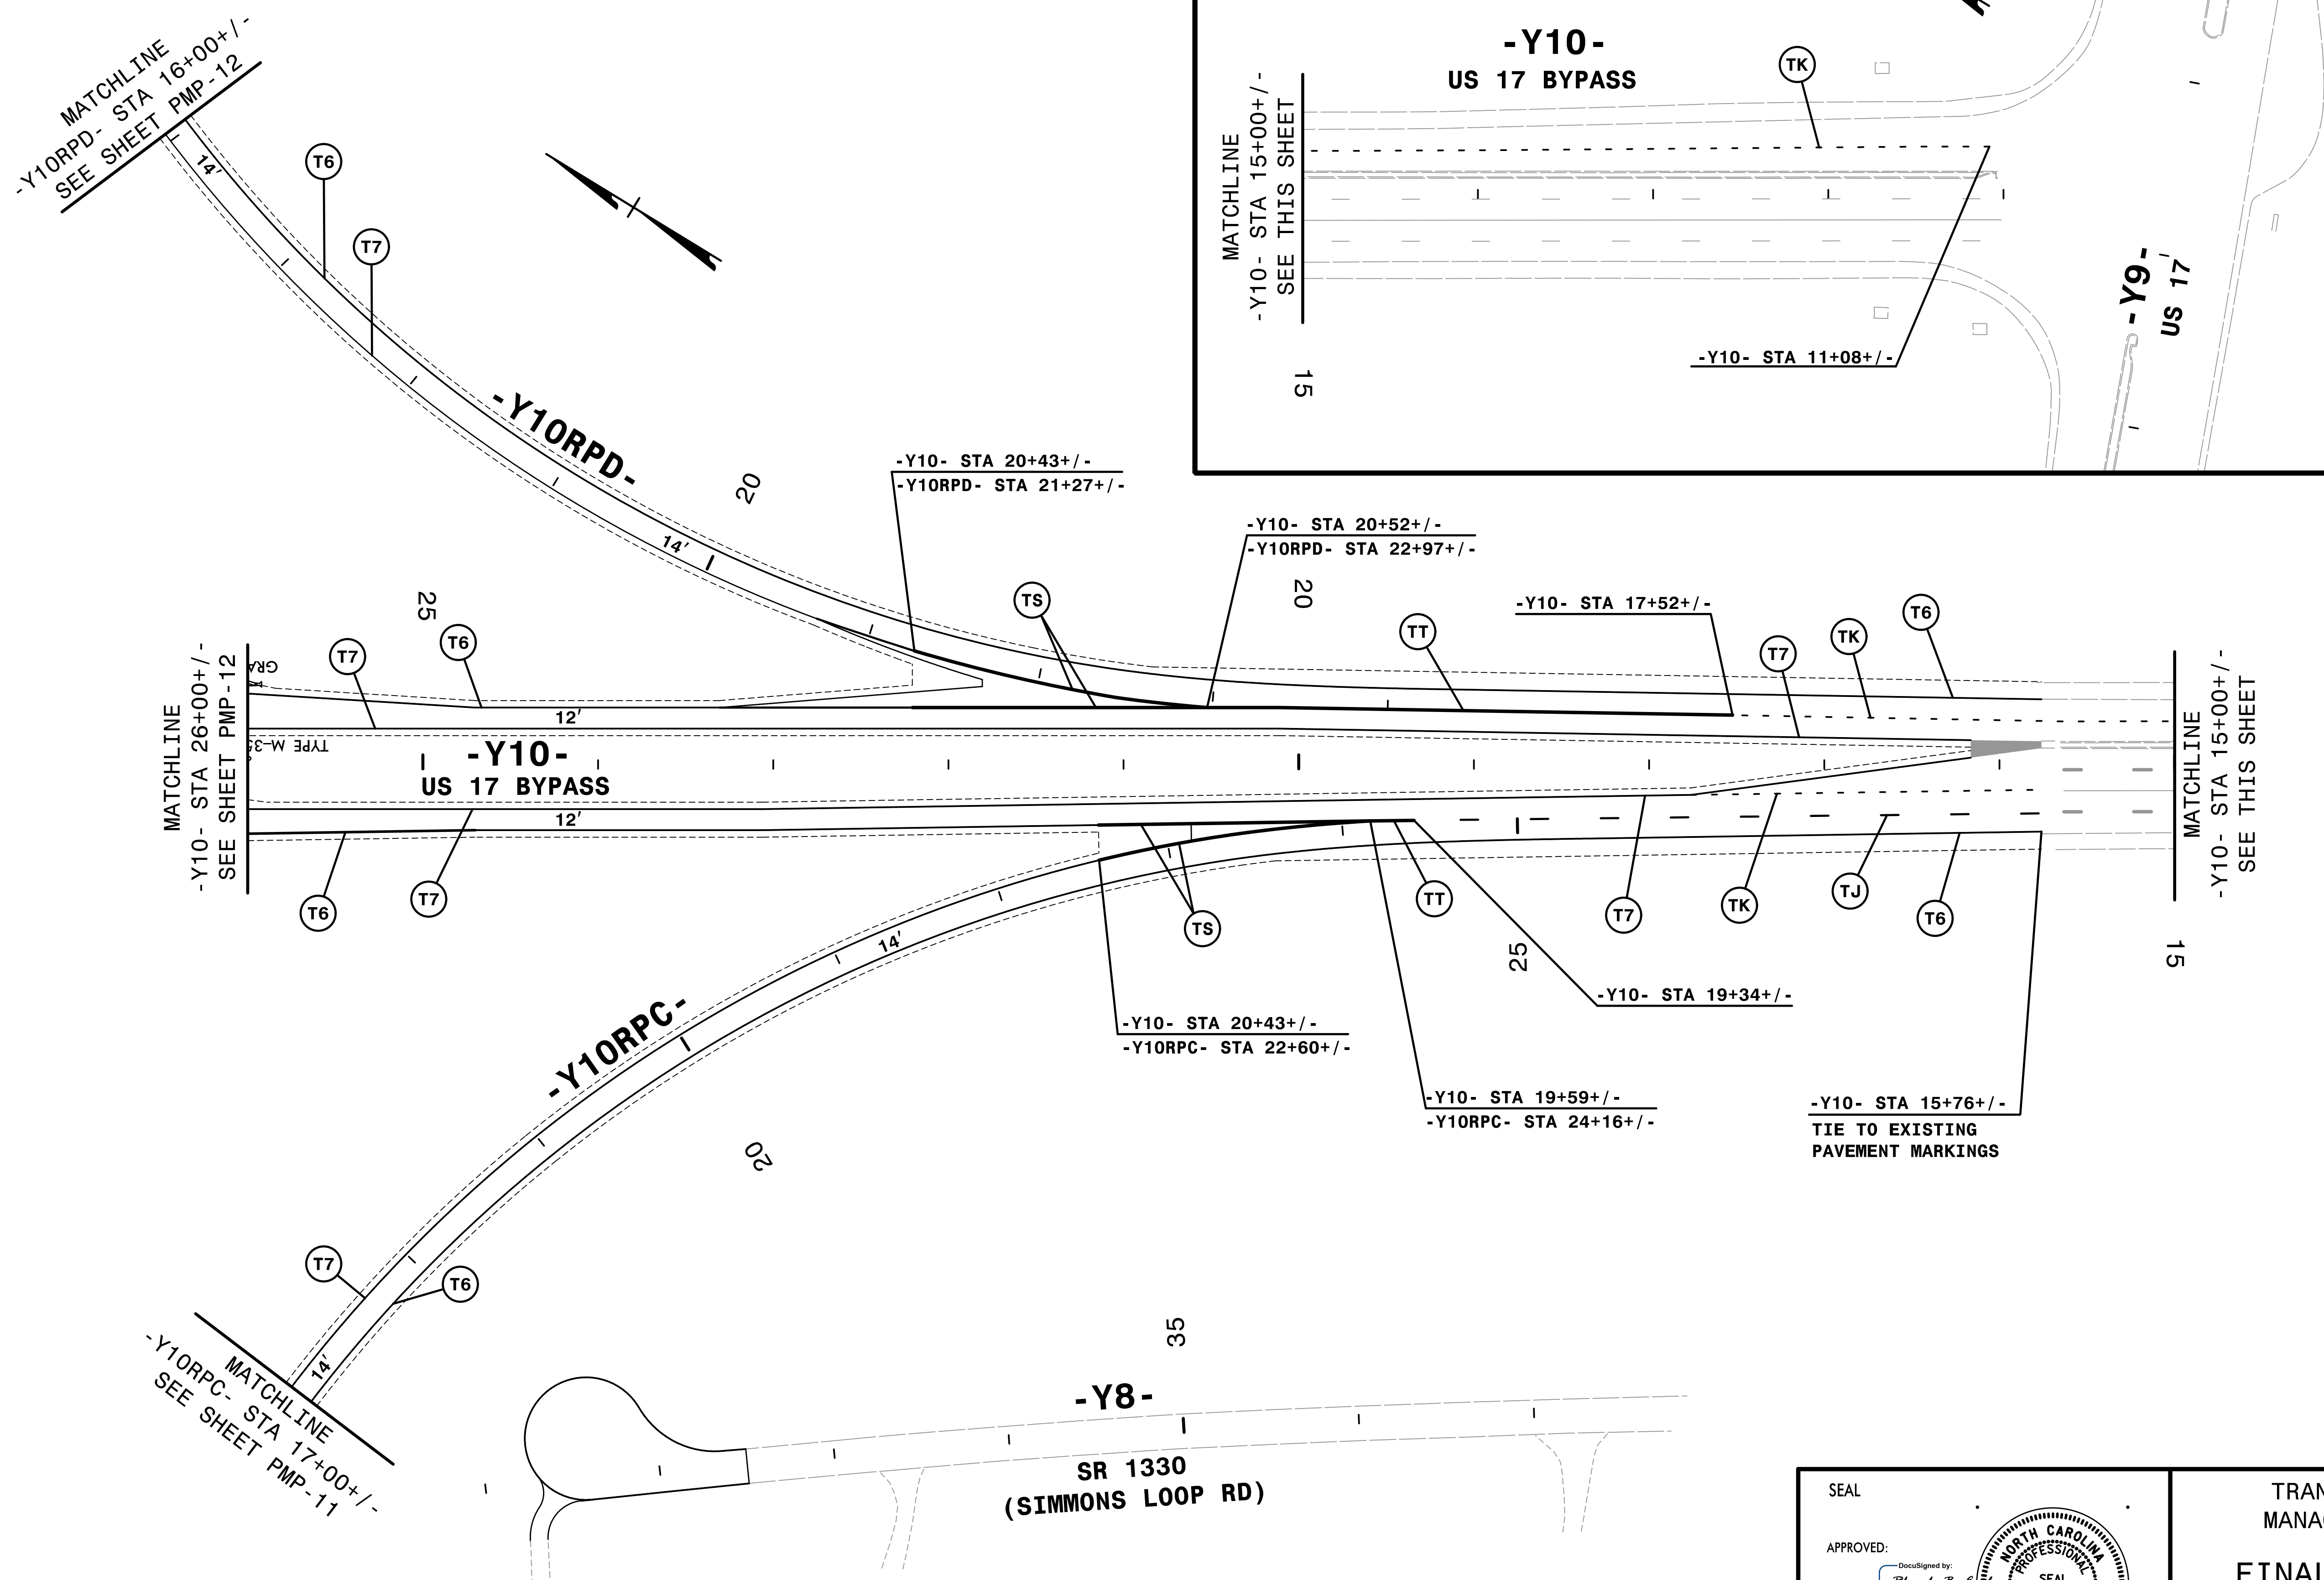 MATCHLINE
-Y10RPD- STA 16+00+/-
SEE SHEET PMP-12
14'
T6
T7
-Y10RPD-
20
14'
-Y10-
US 17 BYPASS
TK
MATCHLINE
-Y10- STA 15+00+/-
SEE THIS SHEET
15
-Y10- STA 11+08+/-
-Y9-
US 17
-Y10- STA 20+43+/-
-Y10RPD- STA 21+27+/-
-Y10- STA 20+52+/-
-Y10RPD- STA 22+97+/-
-Y10- STA 17+52+/-
25
20
TS
TT
T7
TK
T6
T7
T6
MATCHLINE
-Y10- STA 26+00+/-
SEE SHEET PMP-12
GRA
12'
TYPE M-35
-Y10-
US 17 BYPASS
12'
MATCHLINE
-Y10- STA 15+00+/-
SEE THIS SHEET
15
T6
T7
TS
TT
T7
TK
TJ
T6
25
14'
-Y10RPC-
20
-Y10- STA 19+34+/-
-Y10- STA 20+43+/-
-Y10RPC- STA 22+60+/-
-Y10- STA 19+59+/-
-Y10RPC- STA 24+16+/-
-Y10- STA 15+76+/-
TIE TO EXISTING
PAVEMENT MARKINGS
T7
T6
14'
MATCHLINE
-Y10RPC- STA 17+00+/-
SEE SHEET PMP-11
35
-Y8-
SR 1330
(SIMMONS LOOP RD)
SEAL
APPROVED:
DocuSigned by:
NORTH CAROLINA
PROFESSIONAL
SEAL
TRAN
MANA
FINAL